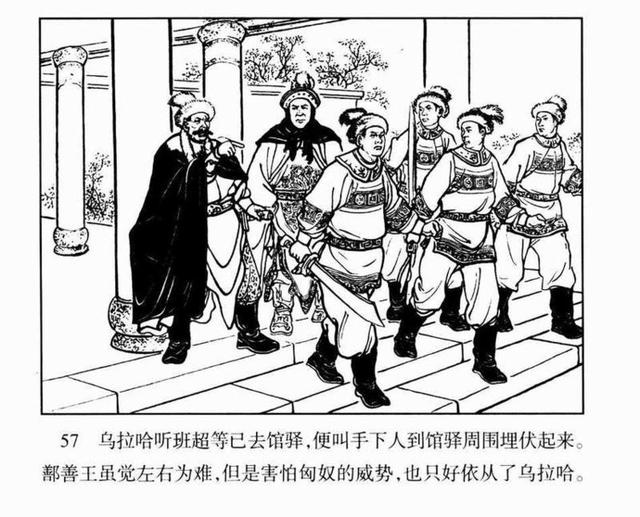 57 乌拉哈听班超等已去馆驿，便叫手下人到馆驿周围埋伏起来。
鄯善王虽觉左右为难，但是害怕匈奴的威势，也只好依从了乌拉哈。